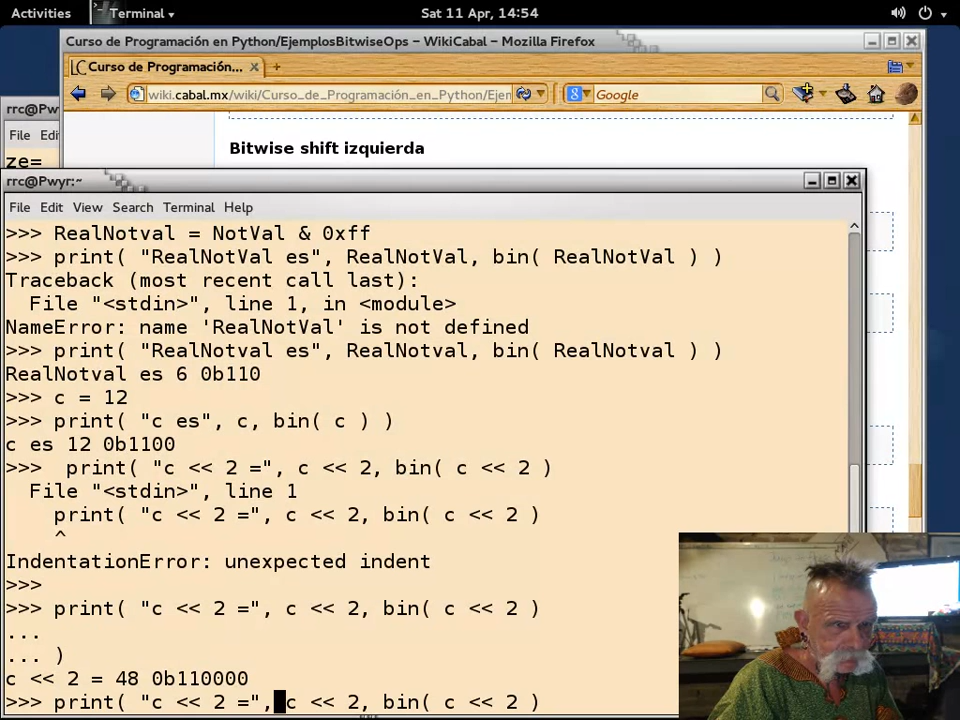 Activities
Terminal
Sat 11 Apr, 14:54
Curso de Programación en Python/EjemplosBitwiseOps - WikiCabal - Mozilla Firefox
Curso de Programación...
wiki.cabal.mx/wiki/Curso_de_Programación_en_Python/Ejen
Google
rrc@Pwy
File Edi
ze=
Bitwise shift izquierda
rrc@Pwyr:~
File Edit View Search Terminal Help
>>> RealNotval = NotVal & 0xff
>>> print( "RealNotVal es", RealNotVal, bin( RealNotVal ) )
Traceback (most recent call last):
File "<stdin>", line 1, in <module>
NameError: name 'RealNotVal' is not defined
>>> print( "RealNotval es", RealNotval, bin( RealNotval ) )
RealNotval es 6 0b110
>>> c = 12
>>> print( "c es", c, bin( c ) )
c es 12 0b1100
>>>  print( "c << 2 =", c << 2, bin( c << 2 )
File "<stdin>", line 1
print( "c << 2 =", c << 2, bin( c << 2 )
^
IndentationError: unexpected indent
>>>
>>> print( "c << 2 =", c << 2, bin( c << 2 )
...
... )
c << 2 = 48 0b110000
>>> print( "c << 2 =", c << 2, bin( c << 2 )